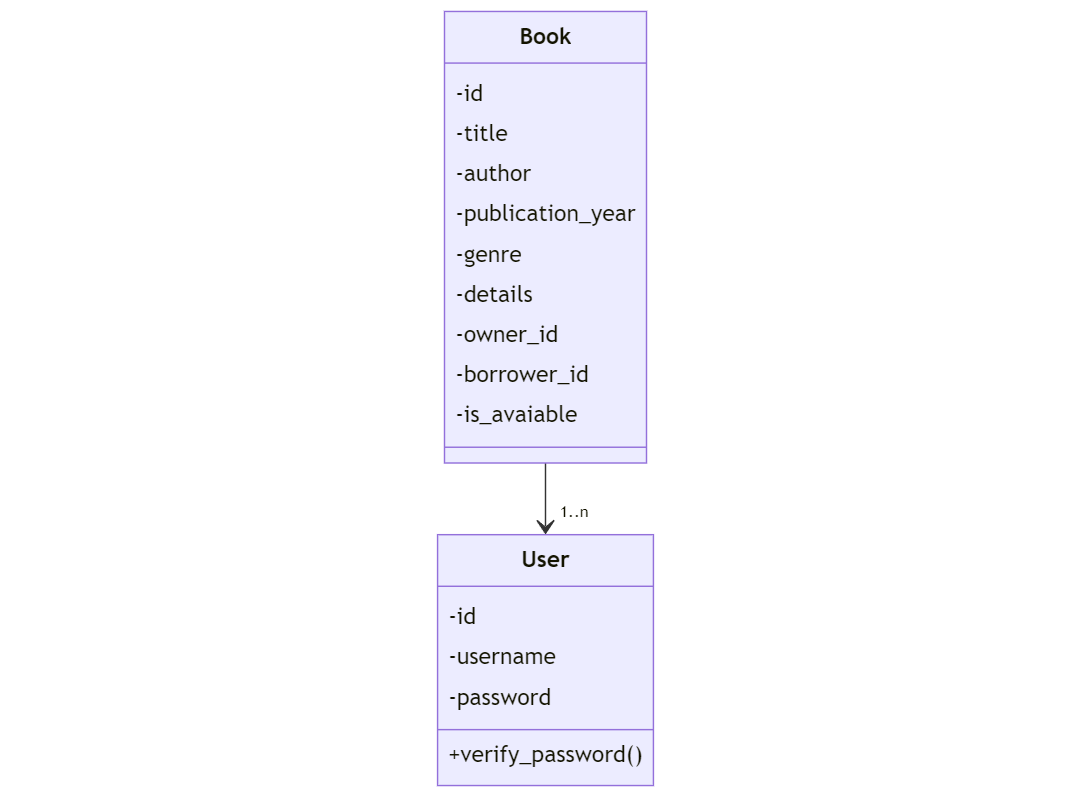 Book
-id
-title
-author
-publication_year
-genre
-details
-owner_id
-borrower_id
-is_avaiable
1..n
User
-id
-username
-password
+verify_password()